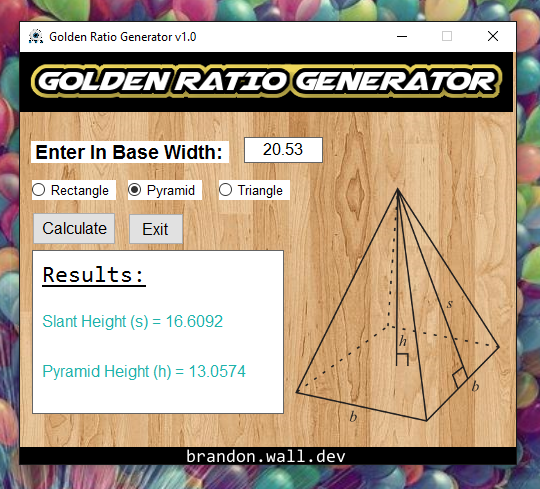 Golden Ratio Generator v1.0
GOLDEN RATIO GENERATOR
Enter In Base Width: 20.53
Rectangle Pyramid Triangle
Calculate Exit
Results:
Slant Height (s) = 16.6092
Pyramid Height (h) = 13.0574
s
h
b
b
brandon.wall.dev